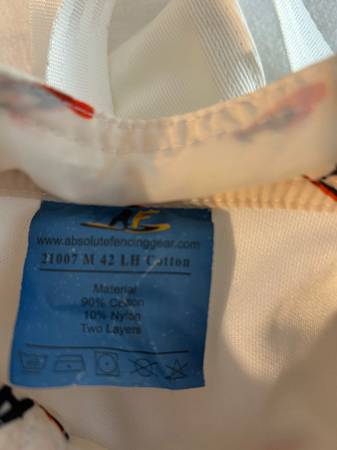 www.absolutefencinggear.com
21007 M 42 LH Cotton
Material
90% Cotton
10% Nylon
Two Layers